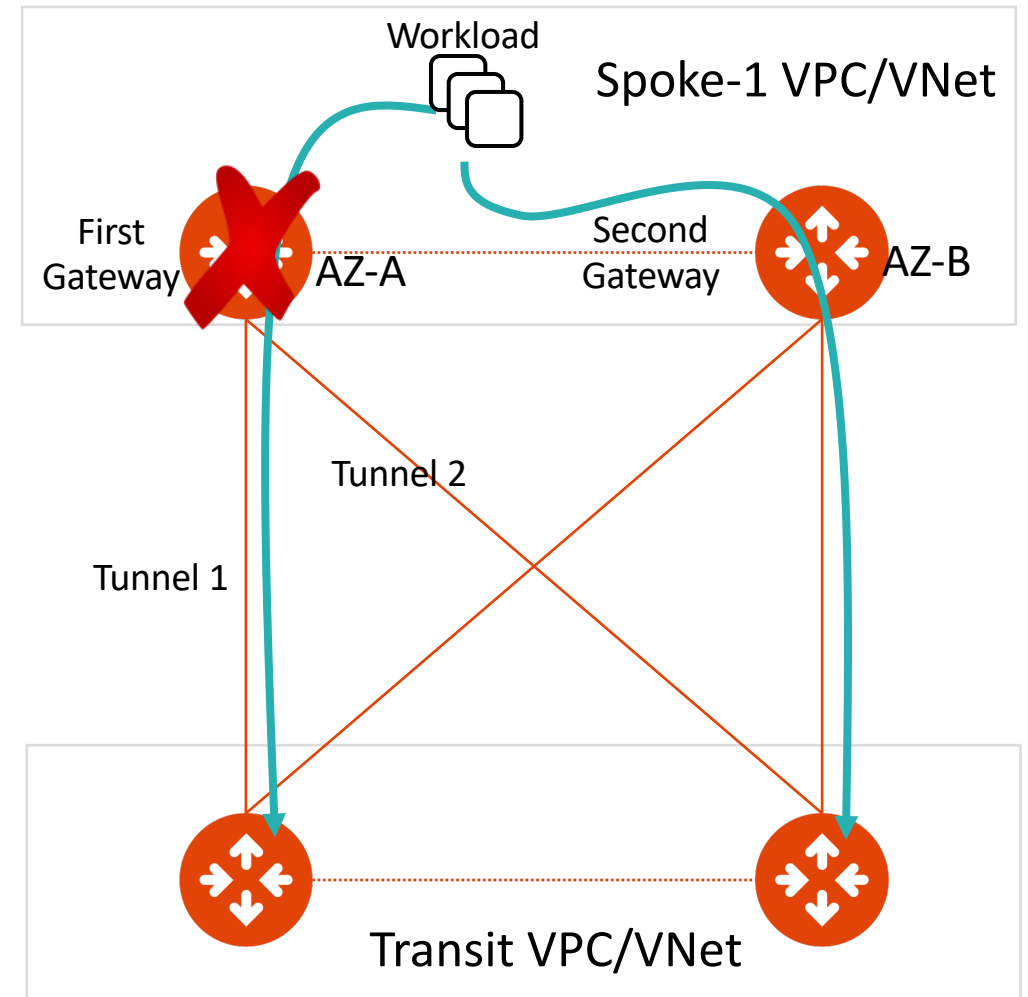 Workload
Spoke-1 VPC/VNet
First
Gateway
AZ-A
Second
Gateway
AZ-B
Tunnel 2
Tunnel 1
Transit VPC/VNet